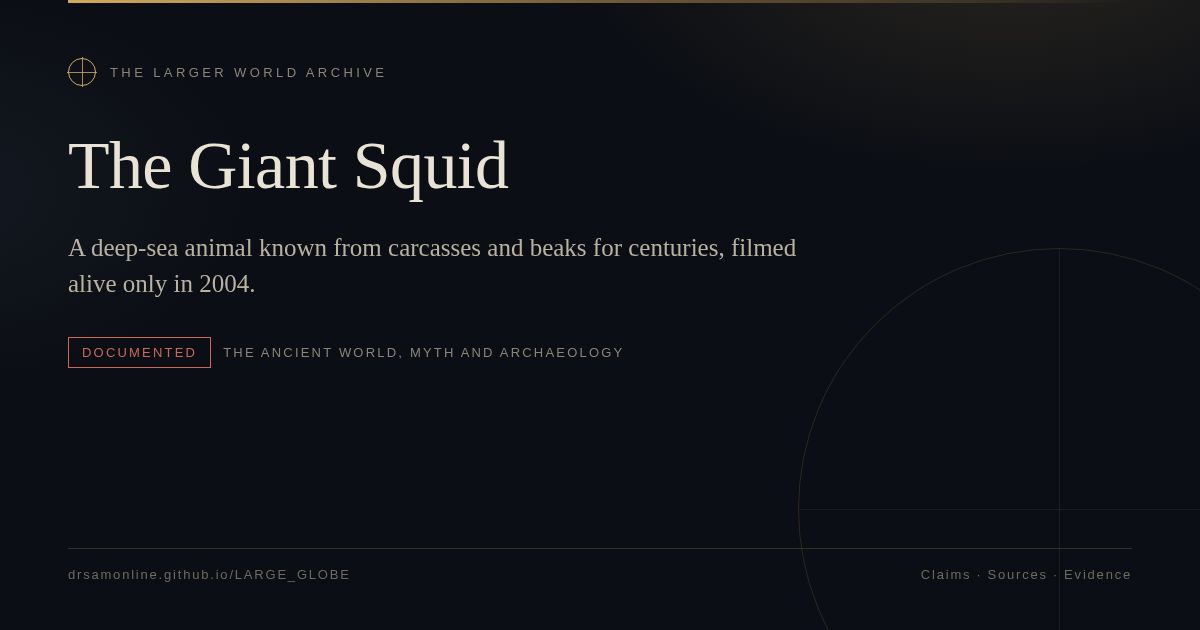 THE LARGER WORLD ARCHIVE
The Giant Squid
A deep-sea animal known from carcasses and beaks for centuries, filmed
alive only in 2004.
DOCUMENTED THE ANCIENT WORLD, MYTH AND ARCHAEOLOGY
drsamonline.github.io/LARGE_GLOBE Claims · Sources · Evidence